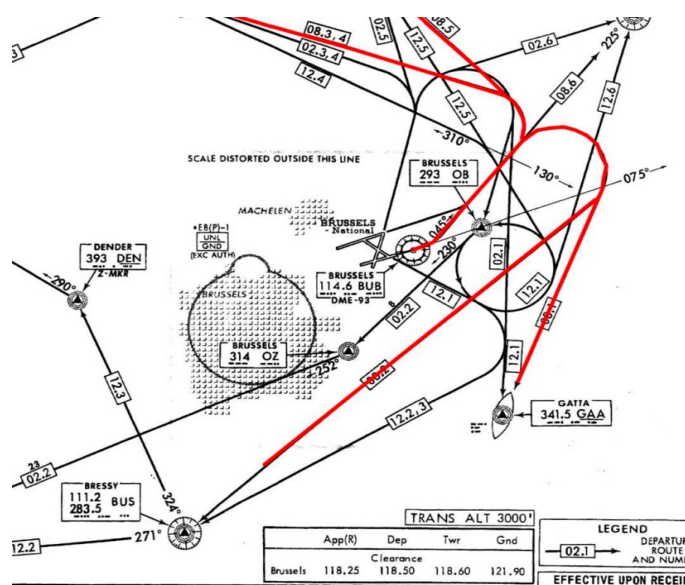 08.3, 4
02.3, 4
12.4
02.5
08.5
12.5
12.5
02.6
225°
08.6
12.6
310°
130°
075°
SCALE DISTORTED OUTSIDE THIS LINE
BRUSSELS
293 OB
MACHELEN
BRUSSELS
- National
045°
230°
EB(P)-1
UNL
GND
(EXC AUTH)
BRUSSELS
DENDER
393 DEN
Z-MKR
290°
BRUSSELS
114.6 BUB
DME-93
8
02.2
12.1
02.1
12.1
08.1
12.1
BRUSSELS
314 OZ
252°
08.2
12.3
12.2, 3
GATTA
341.5 GAA
23
02.2
BRESSY
111.2
283.5 BUS
324°
271°
12.2
TRANS ALT 3000'
App(R) Dep Twr Gnd
Clearance
Brussels 118.25 118.50 118.60 121.90
LEGEND
02.1
DEPARTUR
ROUTE
AND NUM
EFFECTIVE UPON RECEI